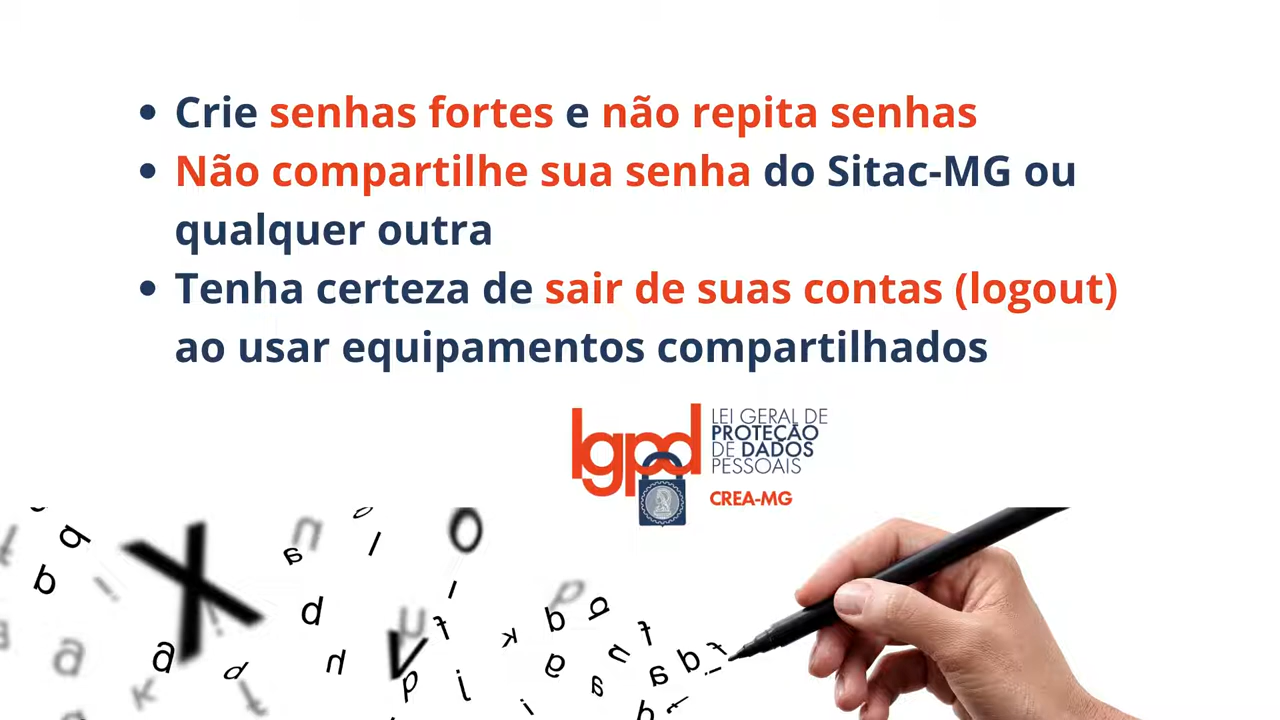 • Crie senhas fortes e não repita senhas
• Não compartilhe sua senha do Sitac-MG ou
qualquer outra
• Tenha certeza de sair de suas contas (logout)
ao usar equipamentos compartilhados
lgpd
LEI GERAL DE
PROTEÇÃO
DE DADOS
PESSOAIS
CREA-MG